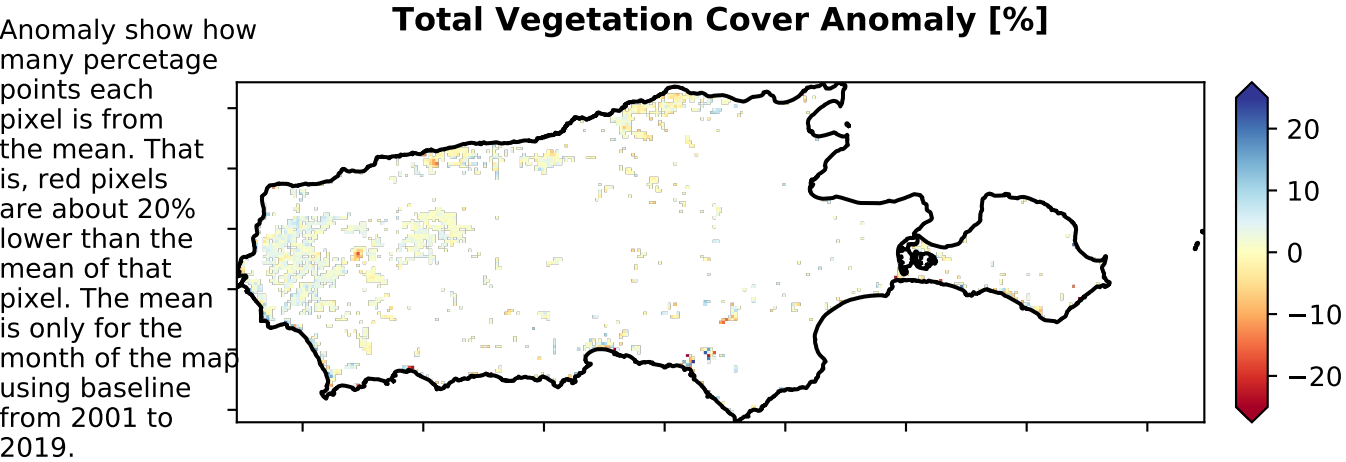 Total Vegetation Cover Anomaly [%]
Anomaly show how
many percetage
points each
pixel is from
the mean. That
is, red pixels
are about 20%
lower than the
mean of that
pixel. The mean
is only for the
month of the map
using baseline
from 2001 to
2019.
20
10
0
−10
−20